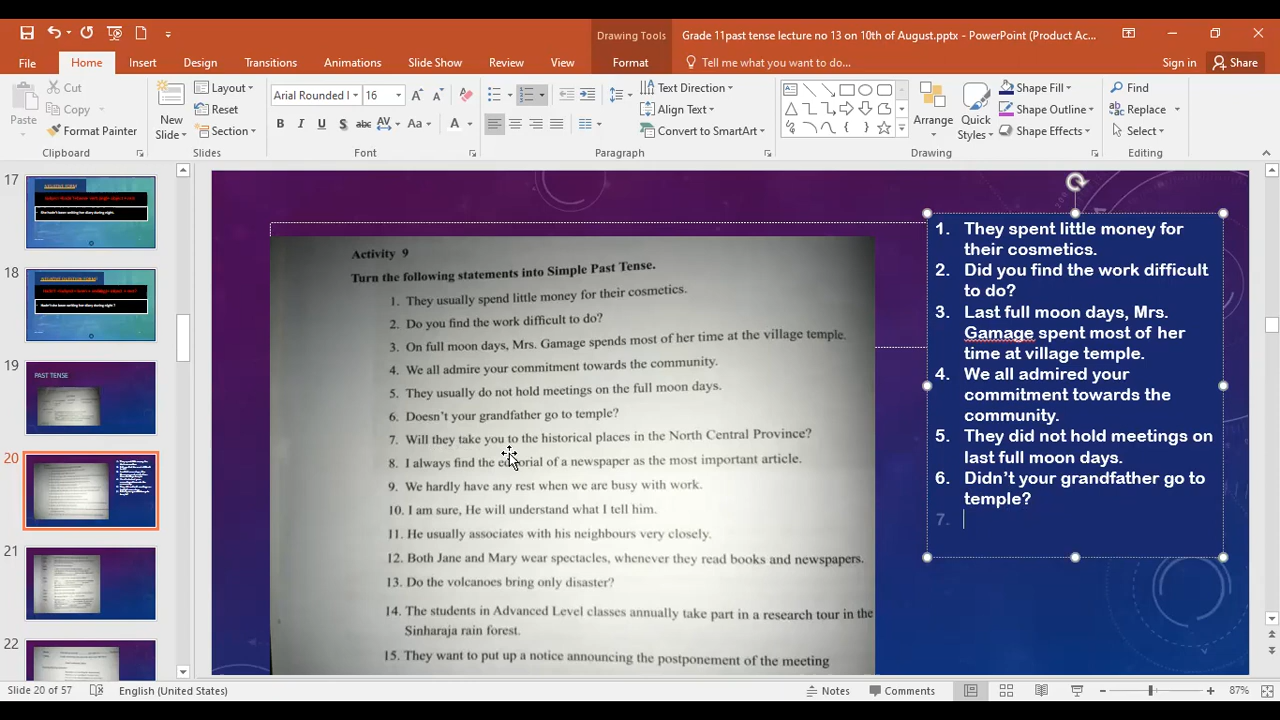 Drawing Tools
Grade 11past tense lecture no 13 on 10th of August.pptx - PowerPoint (Product Ac...
File Home Insert Design Transitions Animations Slide Show Review View Format Tell me what you want to do... Sign in Share
Paste
Cut
Copy
Format Painter
Clipboard
New
Slide
Layout
Reset
Section
Slides
Arial Rounded 16
B I U S abc AV Aa A
Font
Text Direction
Align Text
Convert to SmartArt
Paragraph
Arrange
Quick
Styles
Shape Fill
Shape Outline
Shape Effects
Drawing
Find
Replace
Select
Editing
17
18
19
PAST TENSE
20
21
22
Activity 9
Turn the following statements into Simple Past Tense.
1. They usually spend little money for their cosmetics.
2. Do you find the work difficult to do?
3. On full moon days, Mrs. Gamage spends most of her time at the village temple.
4. We all admire your commitment towards the community.
5. They usually do not hold meetings on the full moon days.
6. Doesn't your grandfather go to temple?
7. Will they take you to the historical places in the North Central Province?
8. I always find the editorial of a newspaper as the most important article.
9. We hardly have any rest when we are busy with work.
10. I am sure, He will understand what I tell him.
11. He usually associates with his neighbours very closely.
12. Both Jane and Mary wear spectacles, whenever they read books and newspapers.
13. Do the volcanoes bring only disaster?
14. The students in Advanced Level classes annually take part in a research tour in the
Sinharaja rain forest.
15. They want to put up a notice announcing the postponement of the meeting
1. They spent little money for
their cosmetics.
2. Did you find the work difficult
to do?
3. Last full moon days, Mrs.
Gamage spent most of her
time at village temple.
4. We all admired your
commitment towards the
community.
5. They did not hold meetings on
last full moon days.
6. Didn't your grandfather go to
temple?
7.
Slide 20 of 57 English (United States) Notes Comments 87%